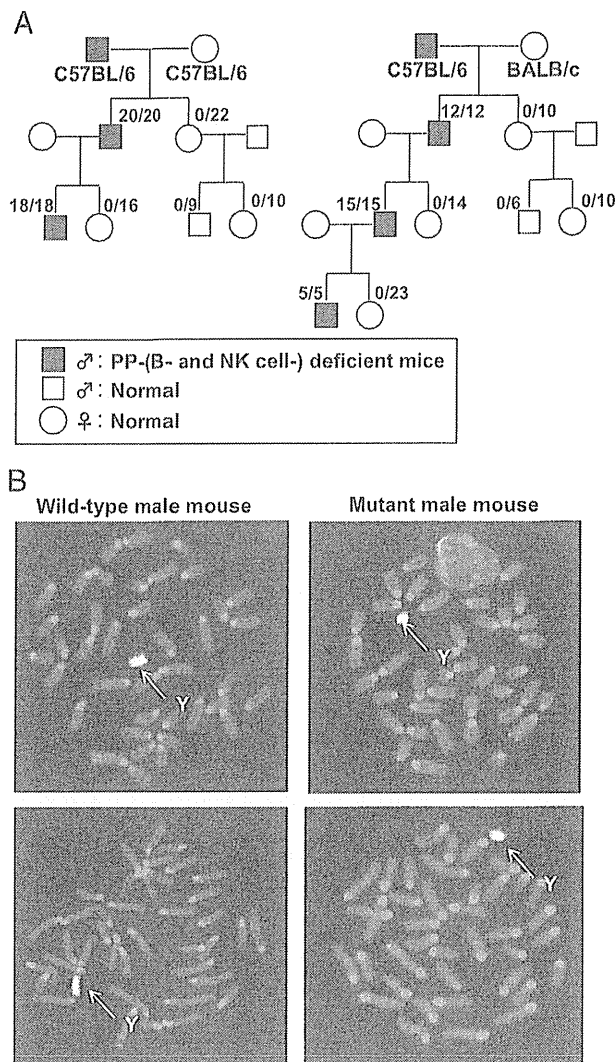 A
C57BL/6 C57BL/6 C57BL/6 BALB/c
20/20 0/22 12/12 0/10
18/18 0/16 0/9 0/10 15/15 0/14 0/6 0/10
5/5 0/23
♂: PP-(B- and NK cell-) deficient mice
♂: Normal
♀: Normal
B
Wild-type male mouse Mutant male mouse
Y Y
Y Y